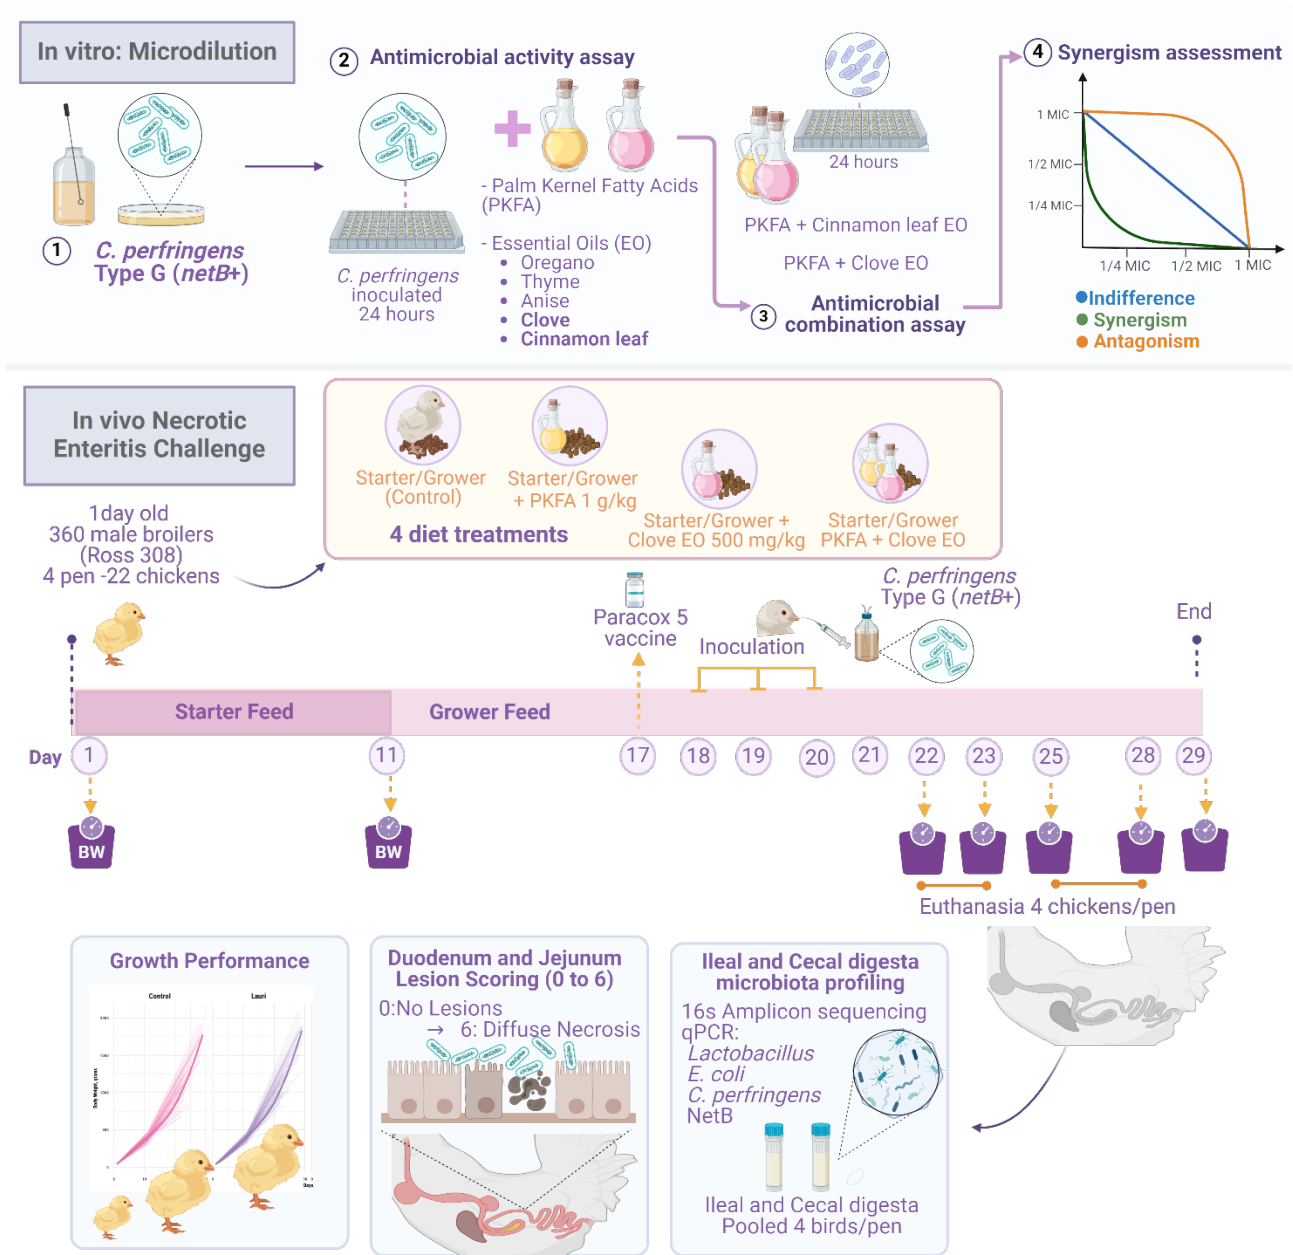 In vitro: Microdilution
1
C. perfringens
Type G (netB+)
2 Antimicrobial activity assay
C. perfringens
inoculated
24 hours
- Palm Kernel Fatty Acids
(PKFA)
- Essential Oils (EO)
• Oregano
• Thyme
• Anise
• Clove
• Cinnamon leaf
24 hours
PKFA + Cinnamon leaf EO
PKFA + Clove EO
3 Antimicrobial
combination assay
4 Synergism assessment
1 MIC
1/2 MIC
1/4 MIC
1/4 MIC 1/2 MIC 1 MIC
Indifference
Synergism
Antagonism
In vivo Necrotic
Enteritis Challenge
1day old
360 male broilers
(Ross 308)
4 pen -22 chickens
Starter/Grower
(Control)
Starter/Grower
+ PKFA 1 g/kg
Starter/Grower +
Clove EO 500 mg/kg
Starter/Grower
PKFA + Clove EO
4 diet treatments
Paracox 5
vaccine
Inoculation
C. perfringens
Type G (netB+)
End
Starter Feed
Grower Feed
Day 1 11 17 18 19 20 21 22 23 25 28 29
BW
BW
Euthanasia 4 chickens/pen
Growth Performance
Control
Lauri
Body Weight, grams
Days
Duodenum and Jejunum
Lesion Scoring (0 to 6)
0:No Lesions
→ 6: Diffuse Necrosis
Ileal and Cecal digesta
microbiota profiling
16s Amplicon sequencing
qPCR:
Lactobacillus
E. coli
C. perfringens
NetB
Ileal and Cecal digesta
Pooled 4 birds/pen